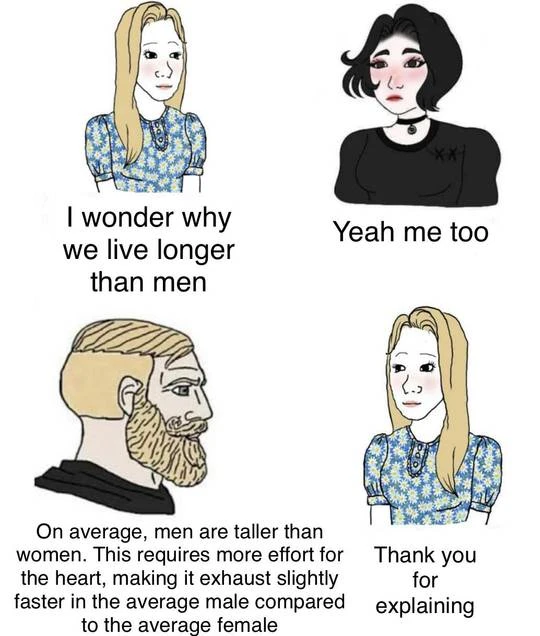 I wonder why
we live longer
than men
Yeah me too
On average, men are taller than
women. This requires more effort for
the heart, making it exhaust slightly
faster in the average male compared
to the average female
Thank you
for
explaining